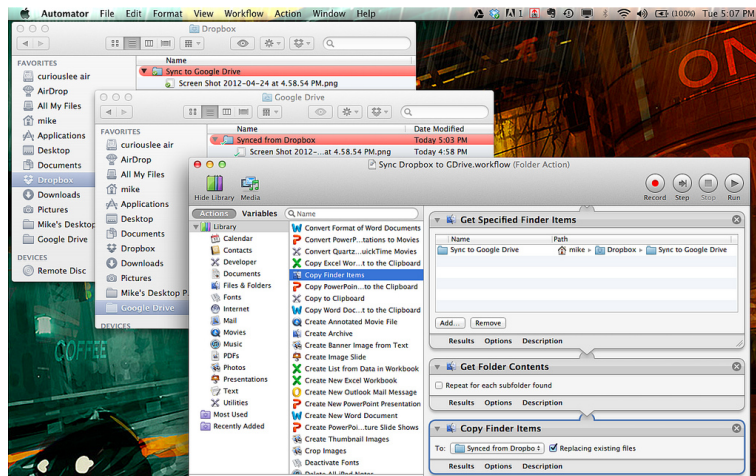 Automator File Edit Format View Workflow Action Window Help 1 (100%) Tue 5:07 PM
Dropbox
FAVORITES
curiouslee air
AirDrop
All My Files
mike
Applications
Desktop
Documents
Dropbox
Downloads
Pictures
Mike's Desktop
Google Drive
DEVICES
Remote Disc
Name
Sync to Google Drive
Screen Shot 2012-04-24 at 4.58.54 PM.png
Google Drive
FAVORITES
curiouslee air
AirDrop
All My Files
mike
Applications
Desktop
Documents
Dropbox
Downloads
Pictures
Mike's Desktop P...
Google Drive
DEVICES
Name Date Modified
Synced from Dropbox Today 5:03 PM
Screen Shot 2012-...at 4.58.54 PM.png Today 4:58 PM
Sync Dropbox to GDrive.workflow (Folder Action)
Hide Library Media Record Step Stop Run
Actions Variables Name
Library
Calendar
Contacts
Developer
Documents
Files & Folders
Fonts
Internet
Mail
Movies
Music
PDFs
Photos
Presentations
Text
Utilities
Most Used
Recently Added
Convert Format of Word Documents
Convert PowerP...tations to Movies
Convert Quartz...uickTime Movies
Copy Excel Wor...t to the Clipboard
Copy Finder Items
Copy PowerPoin...t to the Clipboard
Copy to Clipboard
Copy Word Doc...t to the Clipboard
Create Annotated Movie File
Create Archive
Create Banner Image from Text
Create Image Slide
Create List from Data in Workbook
Create New Excel Workbook
Create New Outlook Mail Message
Create New PowerPoint Presentation
Create New Word Document
Create PowerPoi...ture Slide Shows
Create Thumbnail Images
Crop Images
Deactivate Fonts
Delete All iPod Notes
Get Specified Finder Items
Name Path
Sync to Google Drive mike ▸ Dropbox ▸ Sync to Google Drive
Add... Remove
Results Options Description
Get Folder Contents
Repeat for each subfolder found
Results Options Description
Copy Finder Items
To: Synced from Dropbo Replacing existing files
Results Options Description
COFFEE
ON